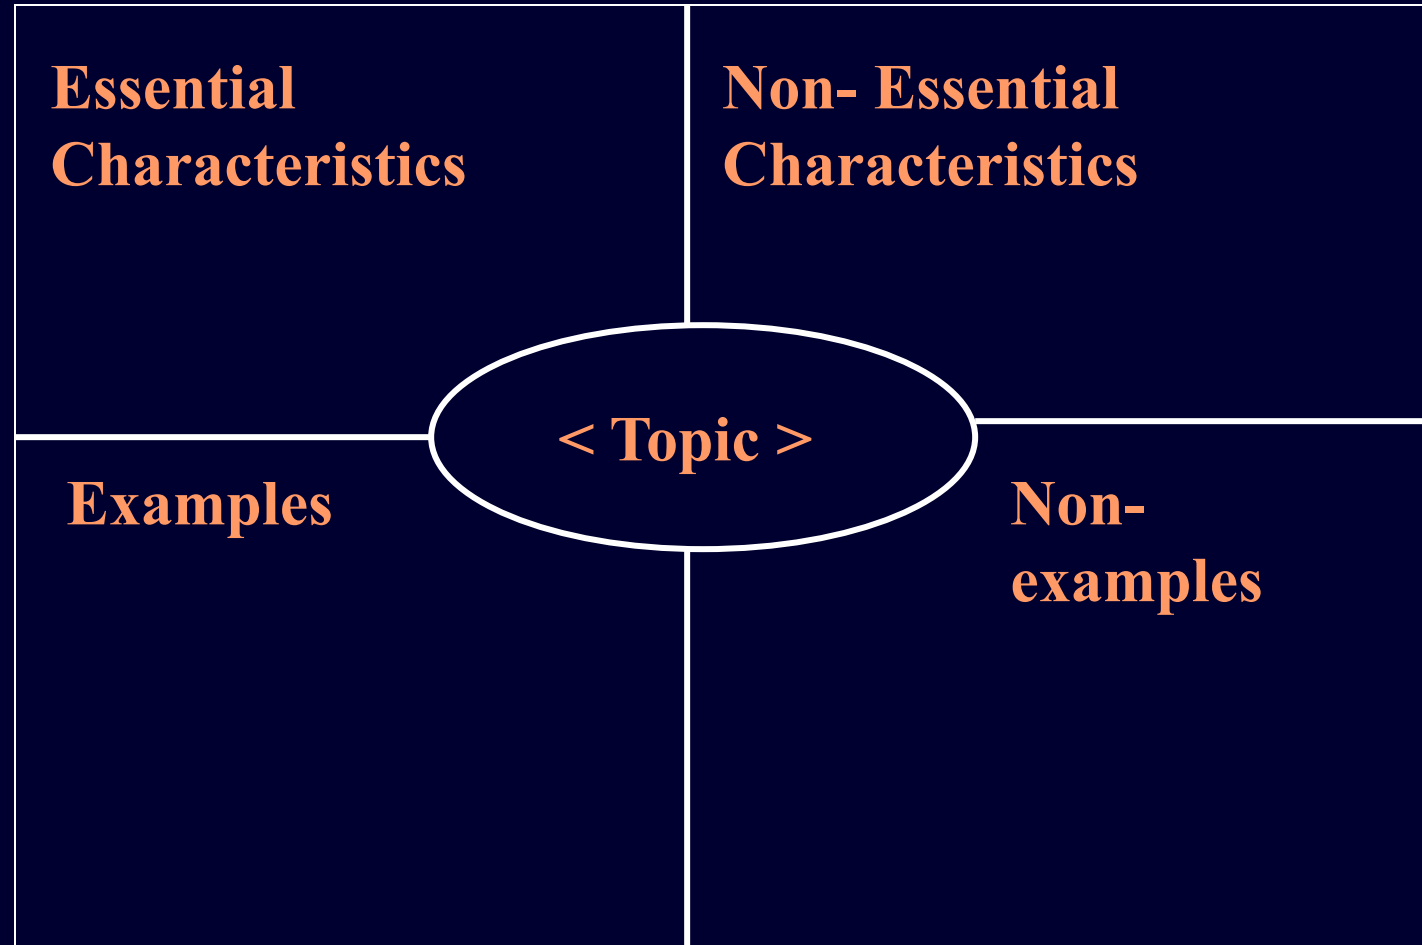 Essential
Characteristics
Non- Essential
Characteristics
< Topic >
Examples
Non-
examples